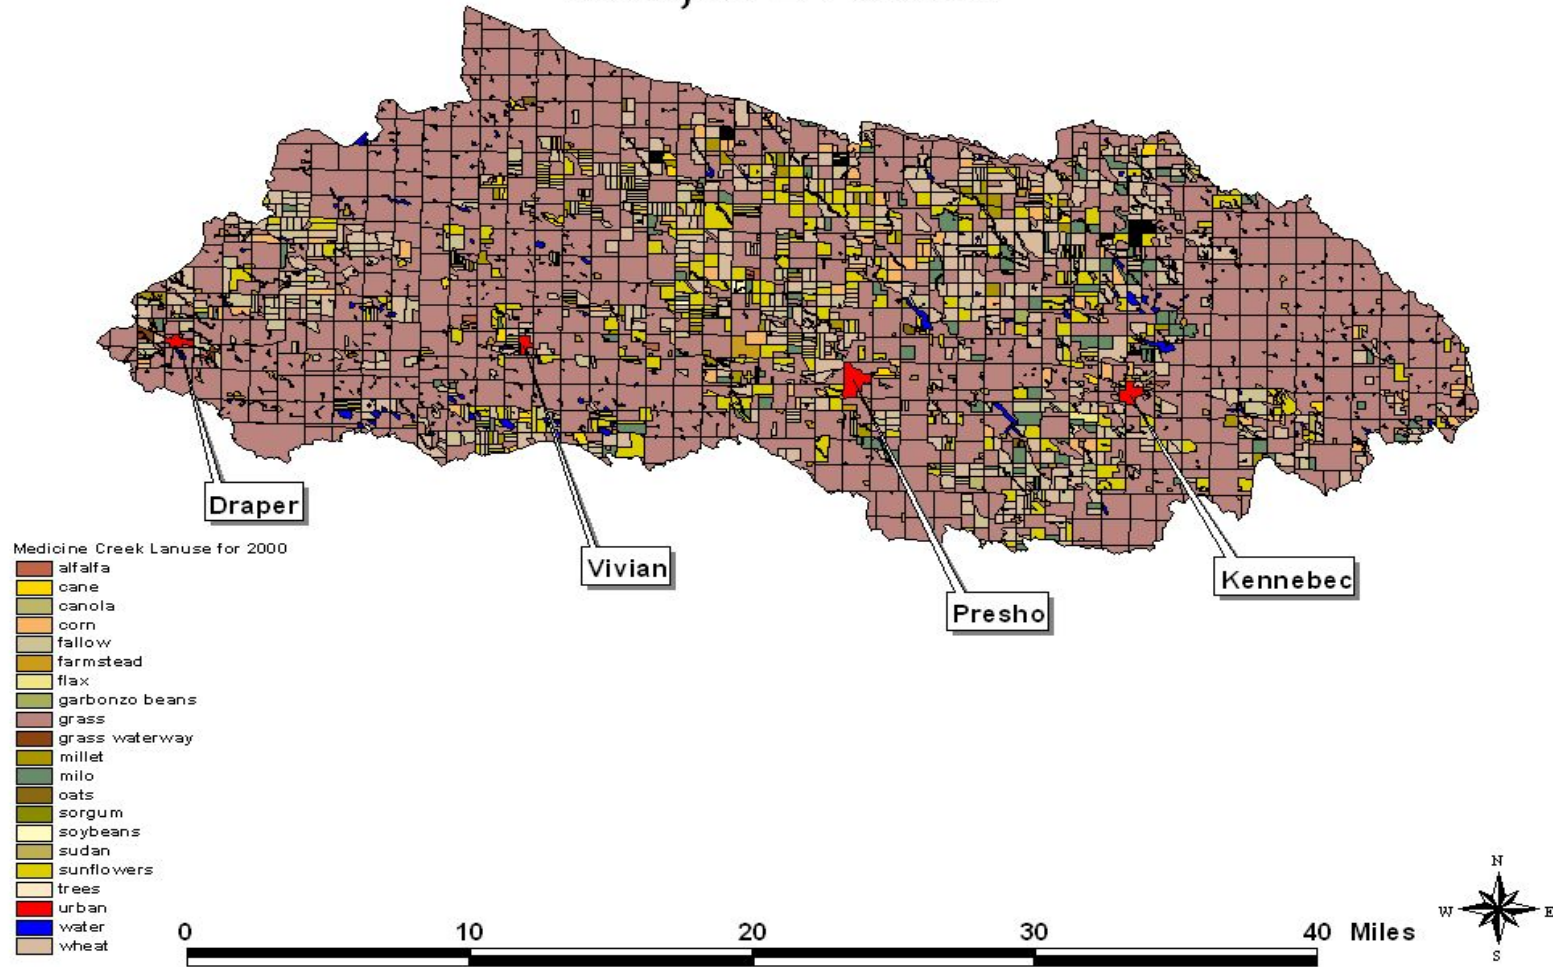 Draper
Vivian
Presho
Kennebec
Medicine Creek Lanuse for 2000
alfalfa
cane
canola
corn
fallow
farmstead
flax
garbonzo beans
grass
grass waterway
millet
milo
oats
sorgum
soybeans
sudan
sunflowers
trees
urban
water
wheat
0 10 20 30 40 Miles
N
W E
S